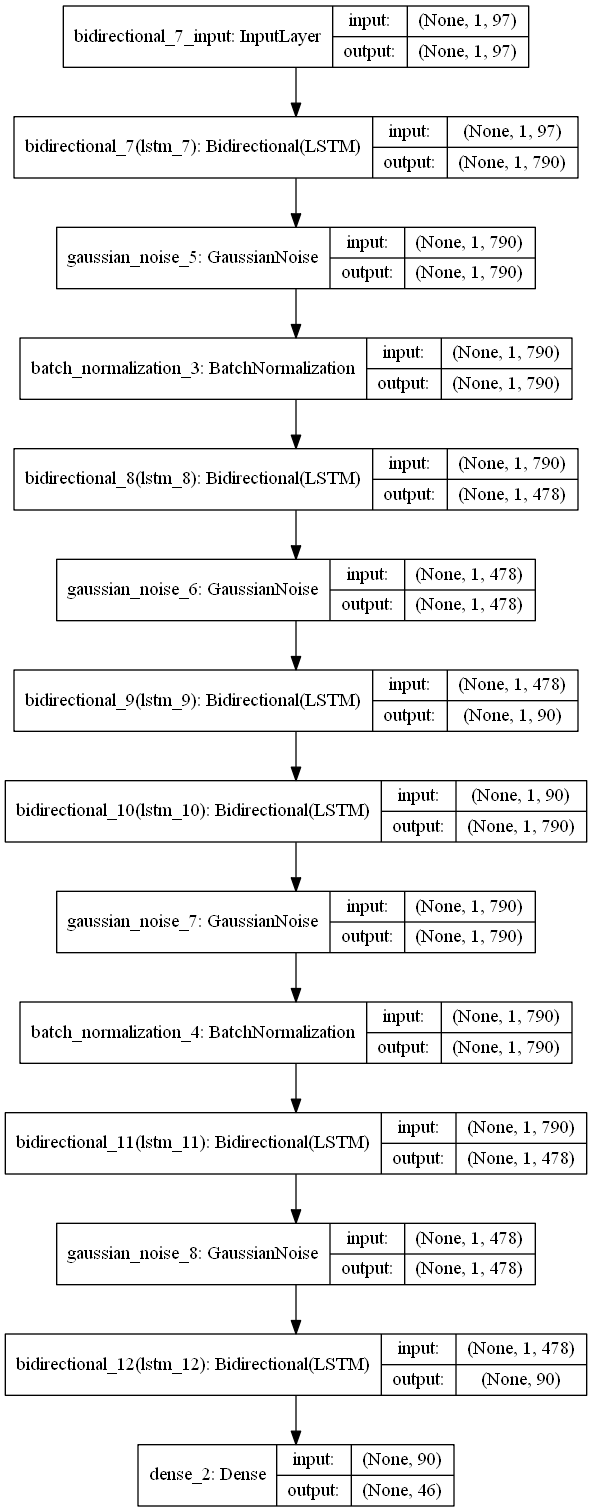 bidirectional_7_input: InputLayer
input: (None, 1, 97)
output: (None, 1, 97)
bidirectional_7(lstm_7): Bidirectional(LSTM)
input: (None, 1, 97)
output: (None, 1, 790)
gaussian_noise_5: GaussianNoise
input: (None, 1, 790)
output: (None, 1, 790)
batch_normalization_3: BatchNormalization
input: (None, 1, 790)
output: (None, 1, 790)
bidirectional_8(lstm_8): Bidirectional(LSTM)
input: (None, 1, 790)
output: (None, 1, 478)
gaussian_noise_6: GaussianNoise
input: (None, 1, 478)
output: (None, 1, 478)
bidirectional_9(lstm_9): Bidirectional(LSTM)
input: (None, 1, 478)
output: (None, 1, 90)
bidirectional_10(lstm_10): Bidirectional(LSTM)
input: (None, 1, 90)
output: (None, 1, 790)
gaussian_noise_7: GaussianNoise
input: (None, 1, 790)
output: (None, 1, 790)
batch_normalization_4: BatchNormalization
input: (None, 1, 790)
output: (None, 1, 790)
bidirectional_11(lstm_11): Bidirectional(LSTM)
input: (None, 1, 790)
output: (None, 1, 478)
gaussian_noise_8: GaussianNoise
input: (None, 1, 478)
output: (None, 1, 478)
bidirectional_12(lstm_12): Bidirectional(LSTM)
input: (None, 1, 478)
output: (None, 90)
dense_2: Dense
input: (None, 90)
output: (None, 46)